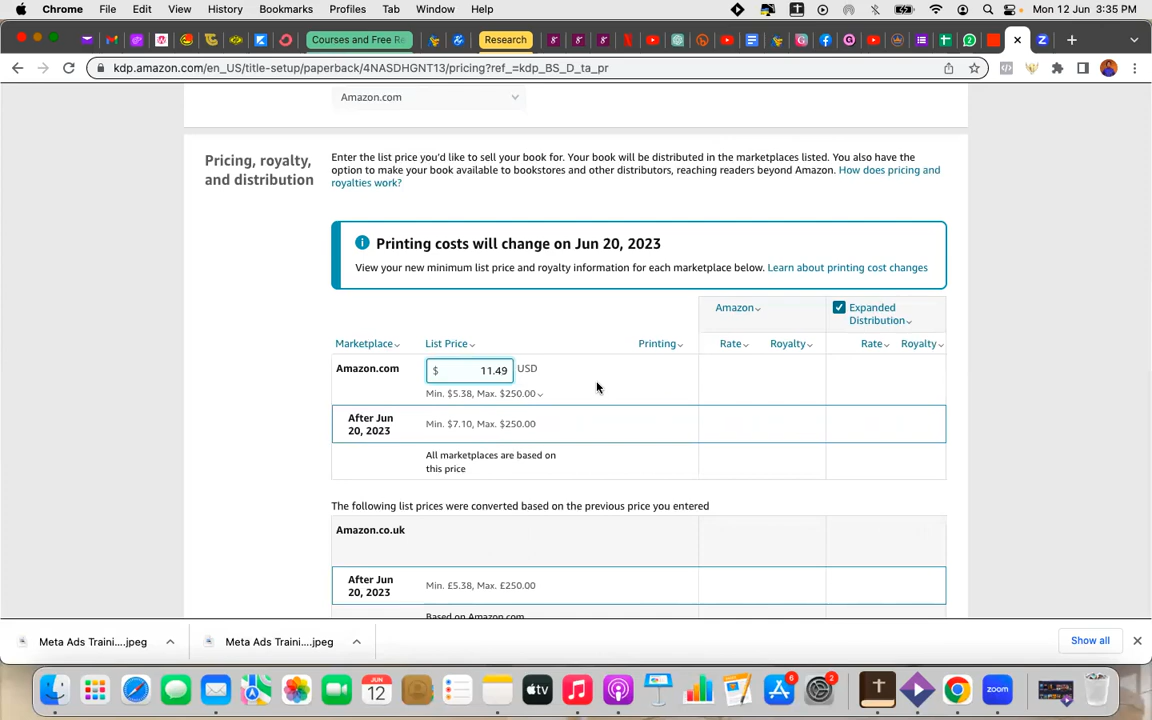 Chrome File Edit View History Bookmarks Profiles Tab Window Help Mon 12 Jun 3:35 PM
Courses and Free Re Research
kdp.amazon.com/en_US/title-setup/paperback/4NASDHGNT13/pricing?ref_=kdp_BS_D_ta_pr
Amazon.com
Pricing, royalty,
and distribution
Enter the list price you'd like to sell your book for. Your book will be distributed in the marketplaces listed. You also have the
option to make your book available to bookstores and other distributors, reaching readers beyond Amazon. How does pricing and
royalties work?
Printing costs will change on Jun 20, 2023
View your new minimum list price and royalty information for each marketplace below. Learn about printing cost changes
Amazon Expanded
Distribution
Marketplace List Price Printing Rate Royalty Rate Royalty
Amazon.com $ 11.49 USD
Min. $5.38, Max. $250.00
After Jun
20, 2023
Min. $7.10, Max. $250.00
All marketplaces are based on
this price
The following list prices were converted based on the previous price you entered
Amazon.co.uk
After Jun
20, 2023
Min. £5.38, Max. £250.00
Based on Amazon.com
Meta Ads Traini....jpeg Meta Ads Traini....jpeg Show all
JUN
12
tv
zoom
6
2